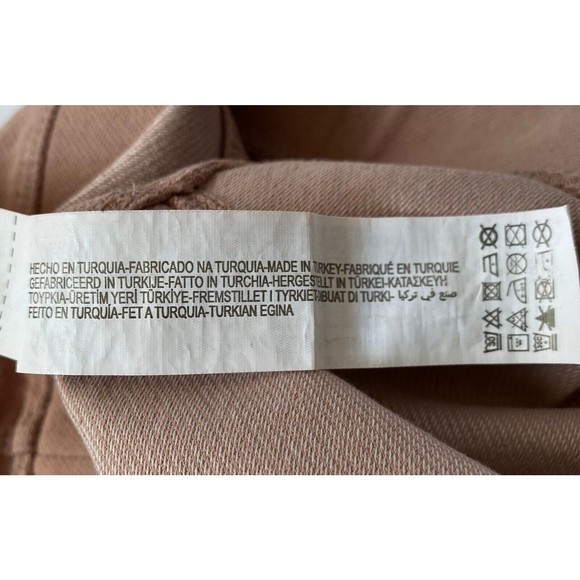 HECHO EN TURQUIA-FABRICADO NA TURQUIA-MADE IN TURKEY-FABRIQUÉ EN TURQUIE
GEFABRICEERD IN TURKIJE-FATTO IN TURCHIA-HERGESTELLT IN TÜRKEI-ΚΑΤΑΣΚΕΥΗ
ΤΟΥΡΚΙΑ-ÜRETİM YERİ TÜRKİYE-FREMSTILLET I TYRKIET-DIBUAT DI TURKI- صنع في تركيا
FEITO EN TURQUÍA-FET A TURQUIA-TURKIAN EGINA